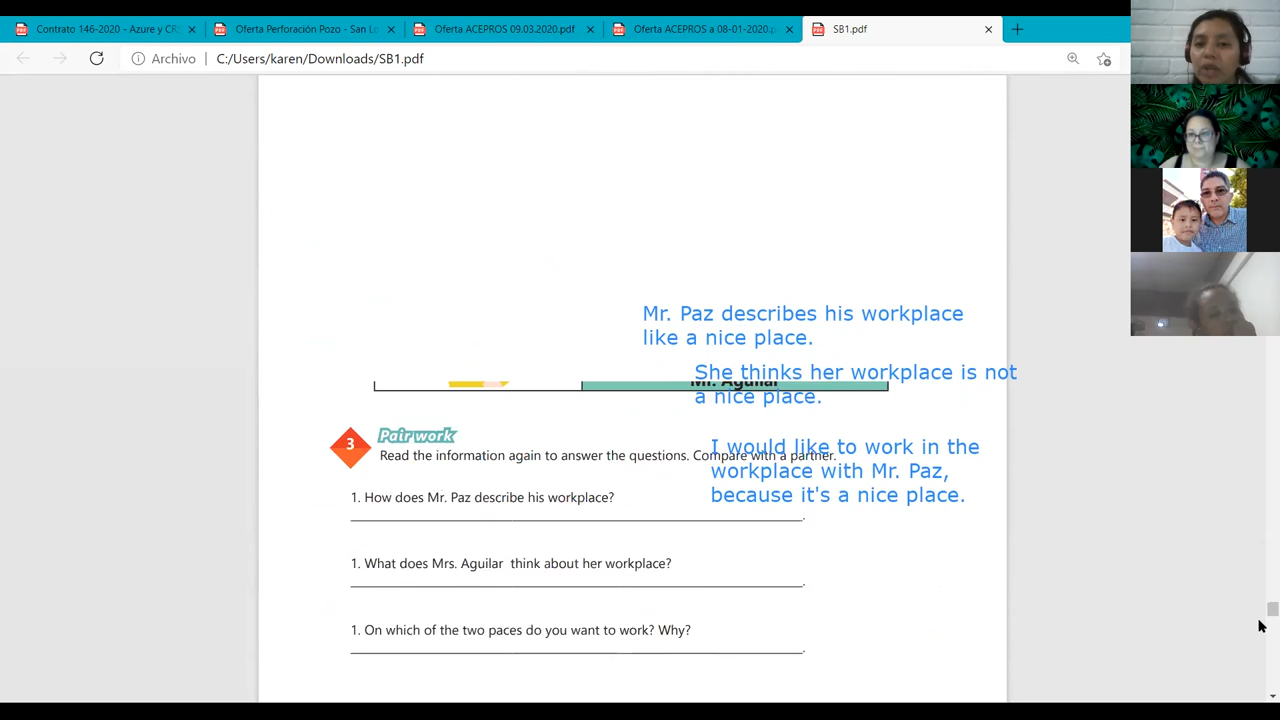 Contrato 146-2020 - Azure y CR
Oferta Perforación Pozo - San Lo
Oferta ACEPROS 09.03.2020.pdf
Oferta ACEPROS a 08-01-2020.p
SB1.pdf
Archivo
C:/Users/karen/Downloads/SB1.pdf
Mr. Paz describes his workplace
like a nice place.
She thinks her workplace is not
a nice place.
Mr. Aguilar
3
Pair work
I would like to work in the
workplace with Mr. Paz,
because it's a nice place.
Read the information again to answer the questions. Compare with a partner.
1. How does Mr. Paz describe his workplace?
1. What does Mrs. Aguilar think about her workplace?
1. On which of the two paces do you want to work? Why?